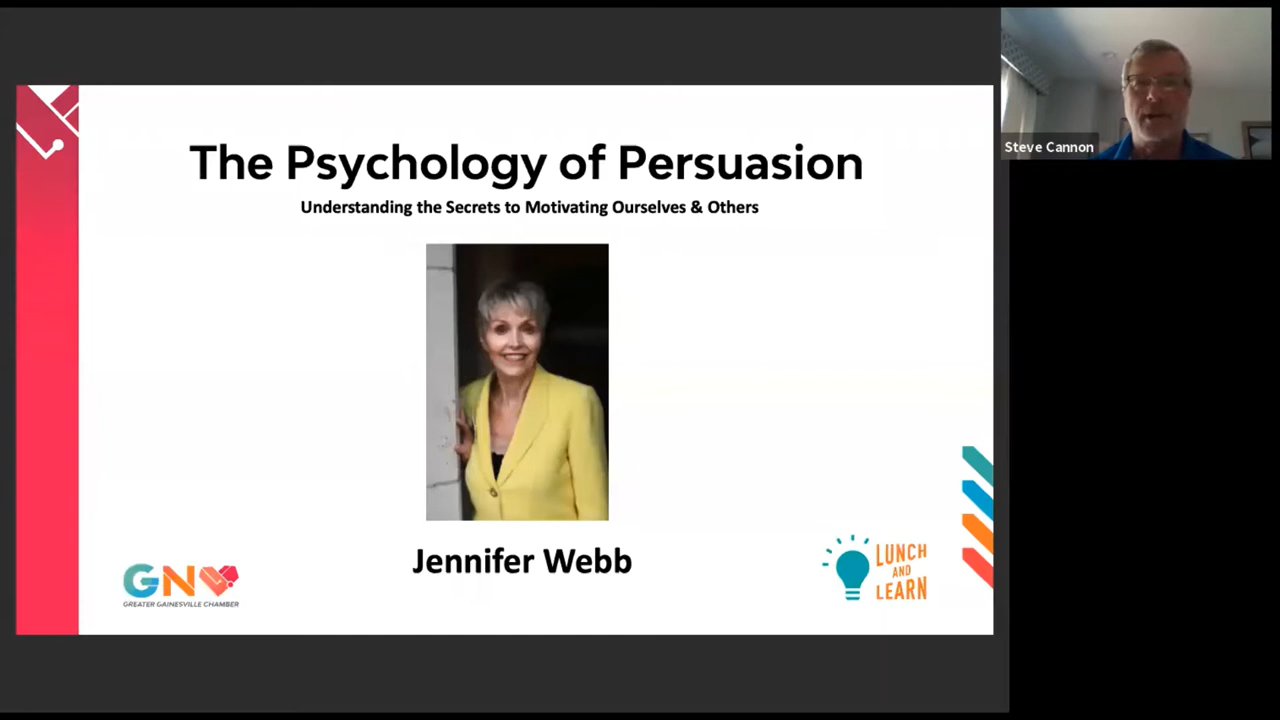 The Psychology of Persuasion
Understanding the Secrets to Motivating Ourselves & Others
Jennifer Webb
GN
GREATER GAINESVILLE CHAMBER
LUNCH
AND
LEARN
Steve Cannon